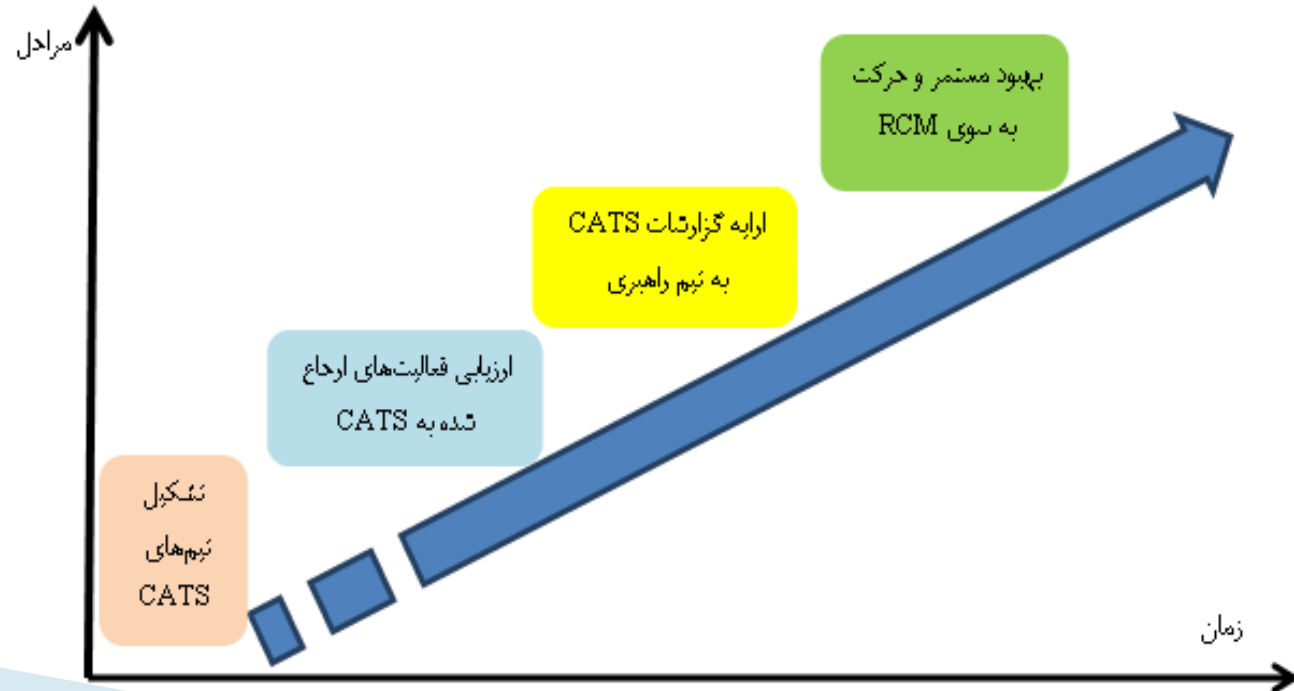 مراحل
بهبود مستمر و حرکت
به سوی RCM
ارایه گزارشات CATS
به تیم راهبری
ارزیابی فعالیت‌های ارجاع
شده به CATS
تشکیل
تیم‌های
CATS
زمان